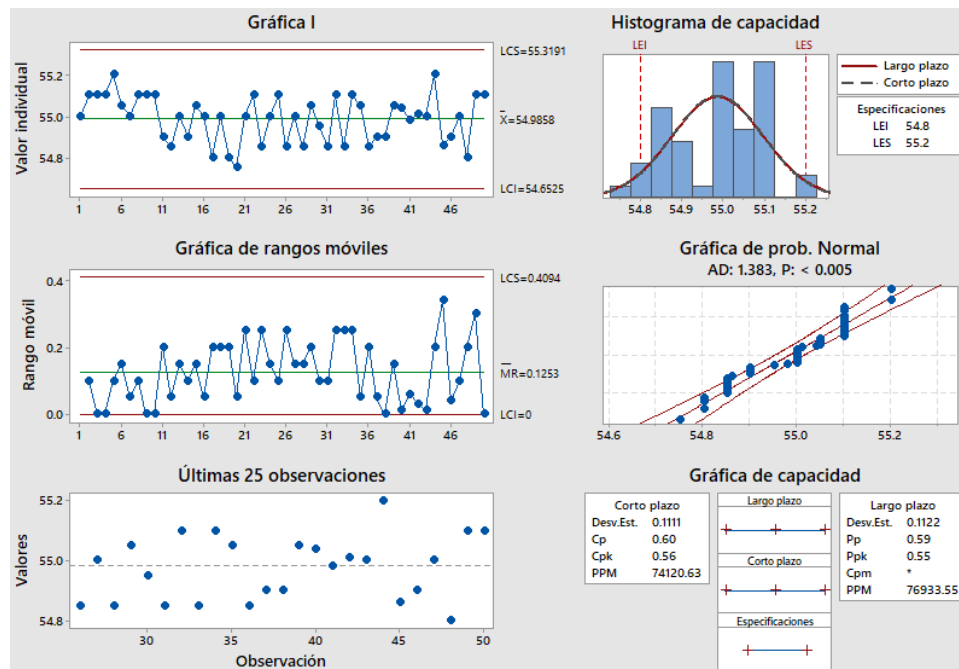 Gráfica I
Valor individual
55.2
55.0
54.8
1 6 11 16 21 26 31 36 41 46
LCS=55.3191
X=54.9858
LCI=54.6525
Histograma de capacidad
LEI LES
54.8 54.9 55.0 55.1 55.2
Largo plazo
Corto plazo
Especificaciones
LEI 54.8
LES 55.2
Gráfica de rangos móviles
Rango móvil
0.4
0.2
0.0
1 6 11 16 21 26 31 36 41 46
LCS=0.4094
MR=0.1253
LCI=0
Gráfica de prob. Normal
AD: 1.383, P: < 0.005
54.6 54.8 55.0 55.2
Últimas 25 observaciones
Valores
55.2
55.0
54.8
30 35 40 45 50
Observación
Gráfica de capacidad
Corto plazo
Desv.Est. 0.1111
Cp 0.60
Cpk 0.56
PPM 74120.63
Largo plazo
Corto plazo
Especificaciones
Largo plazo
Desv.Est. 0.1122
Pp 0.59
Ppk 0.55
Cpm *
PPM 76933.55